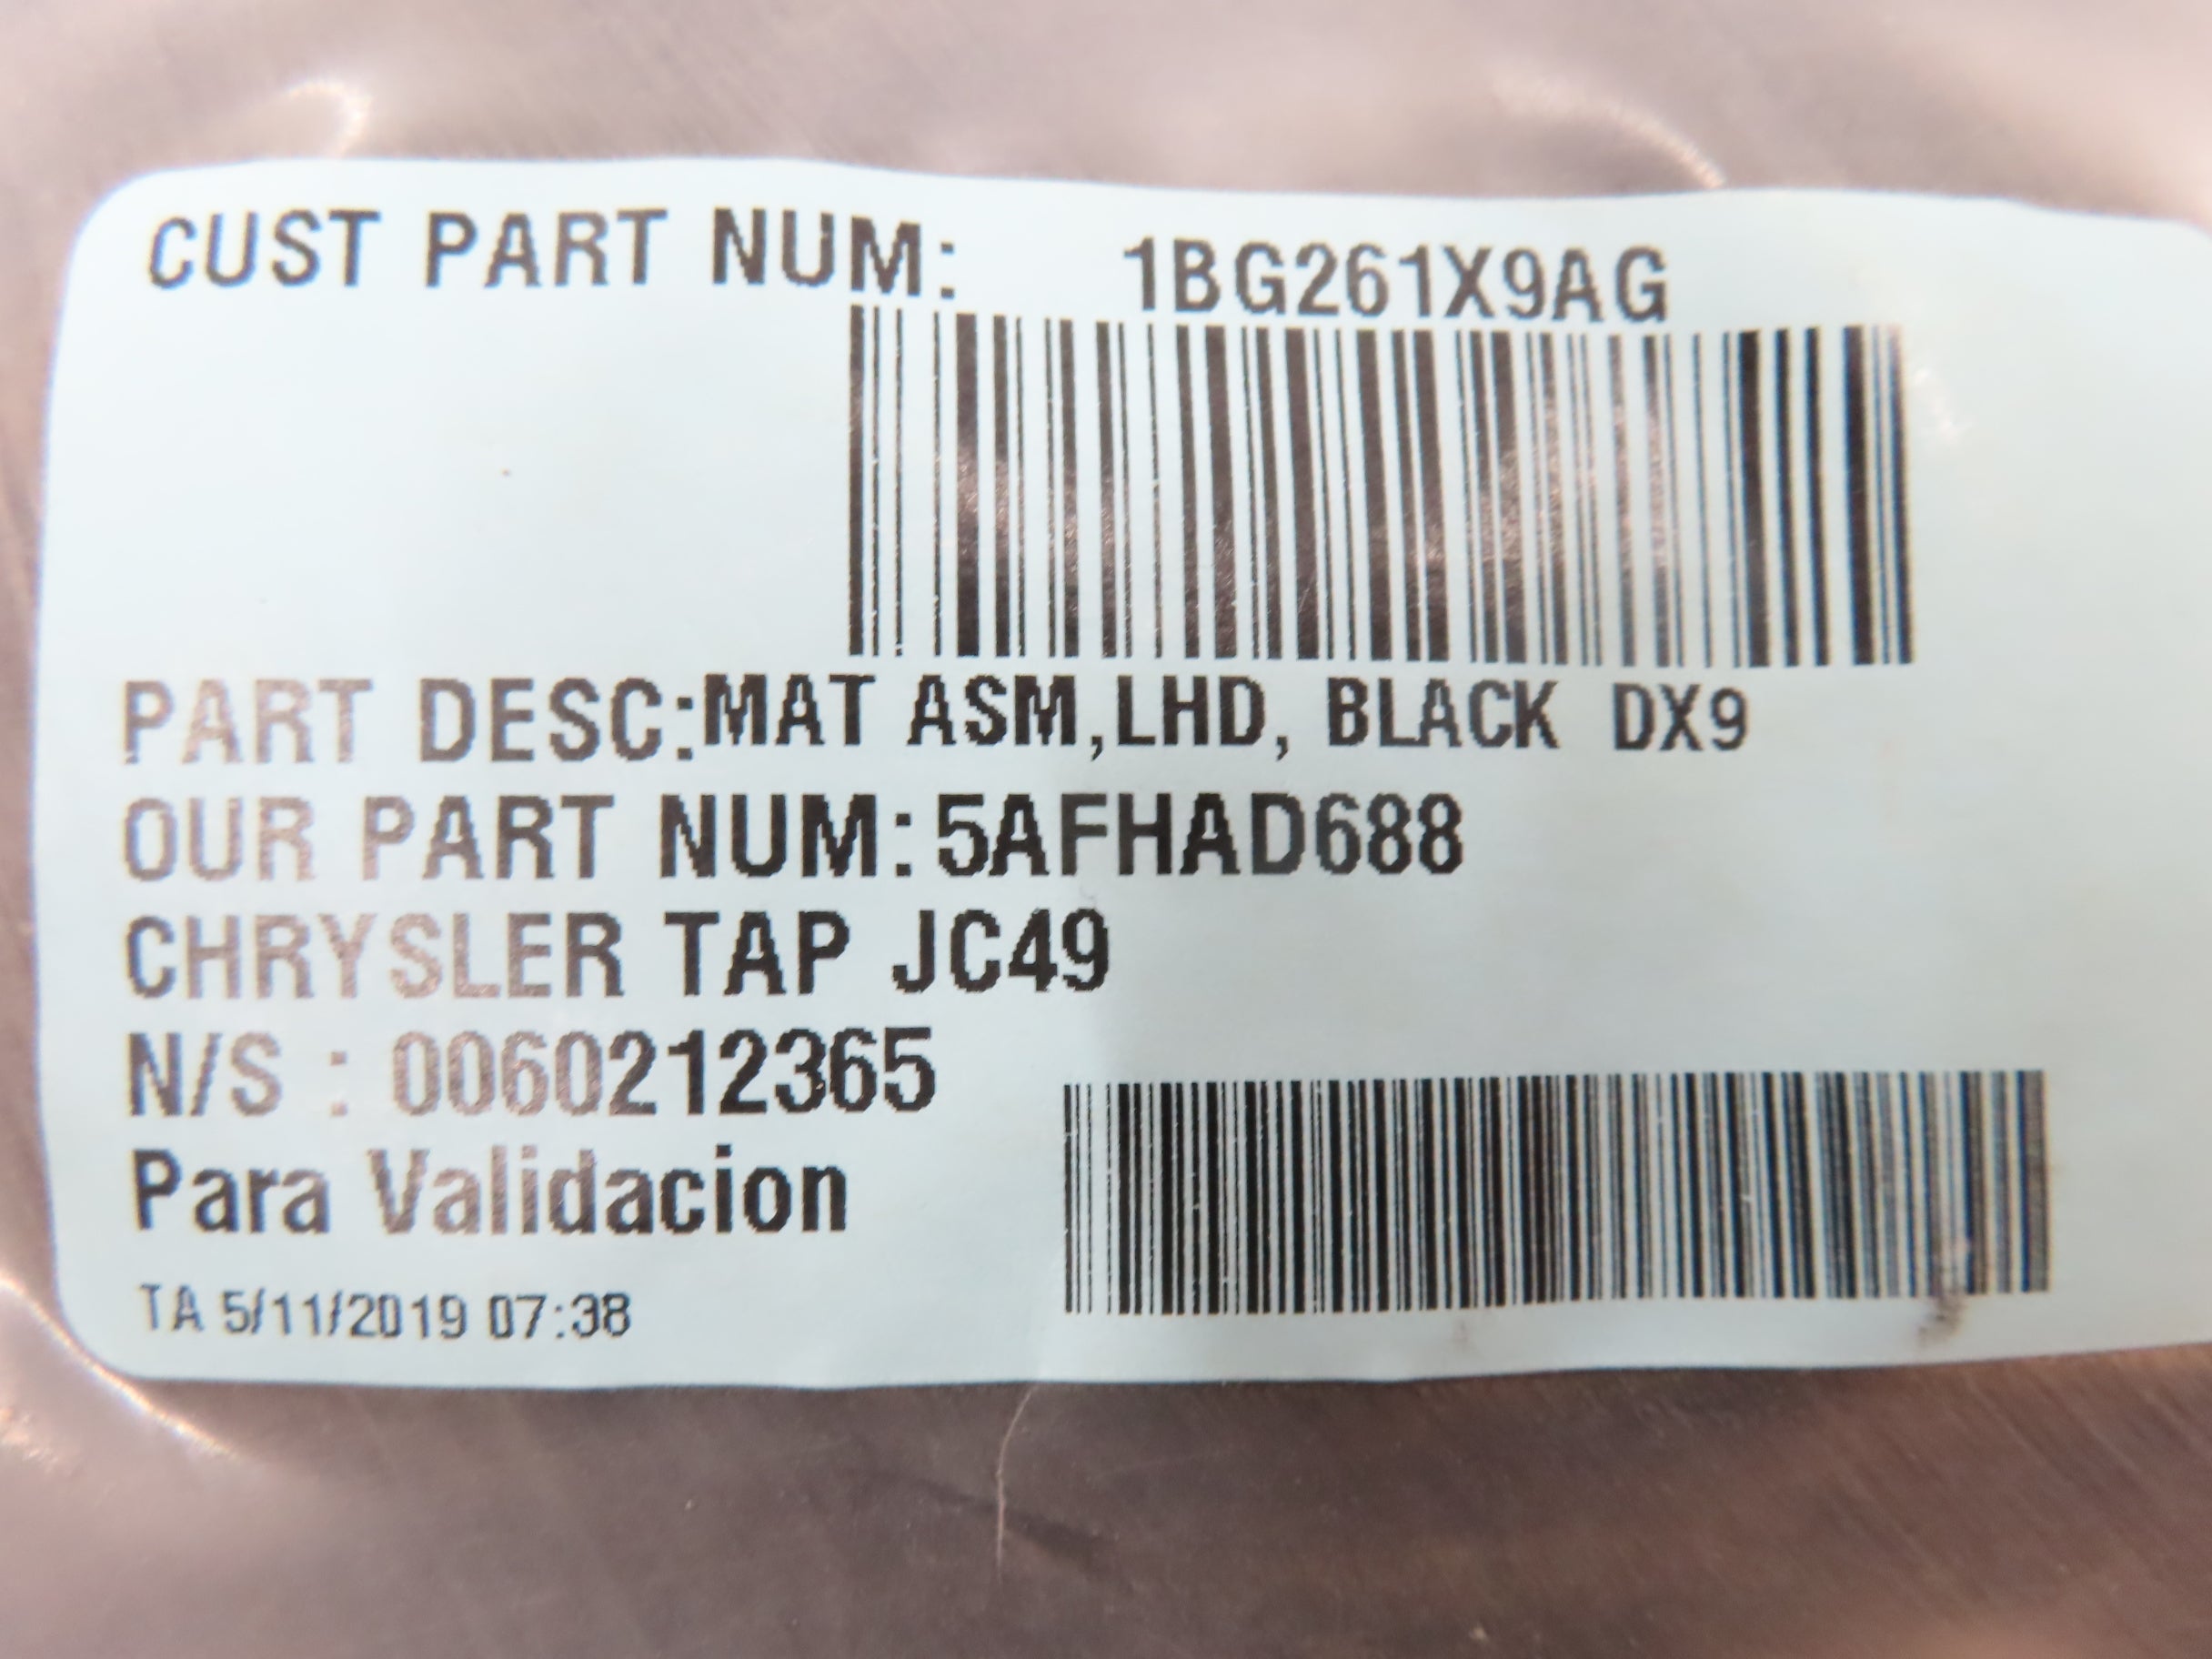 CUST PART NUM: 1BG261X9AG
PART DESC:MAT ASM,LHD, BLACK DX9
OUR PART NUM:5AFHAD688
CHRYSLER TAP JC49
N/S : 0060212365
Para Validacion
TA 5/11/2019 07:38